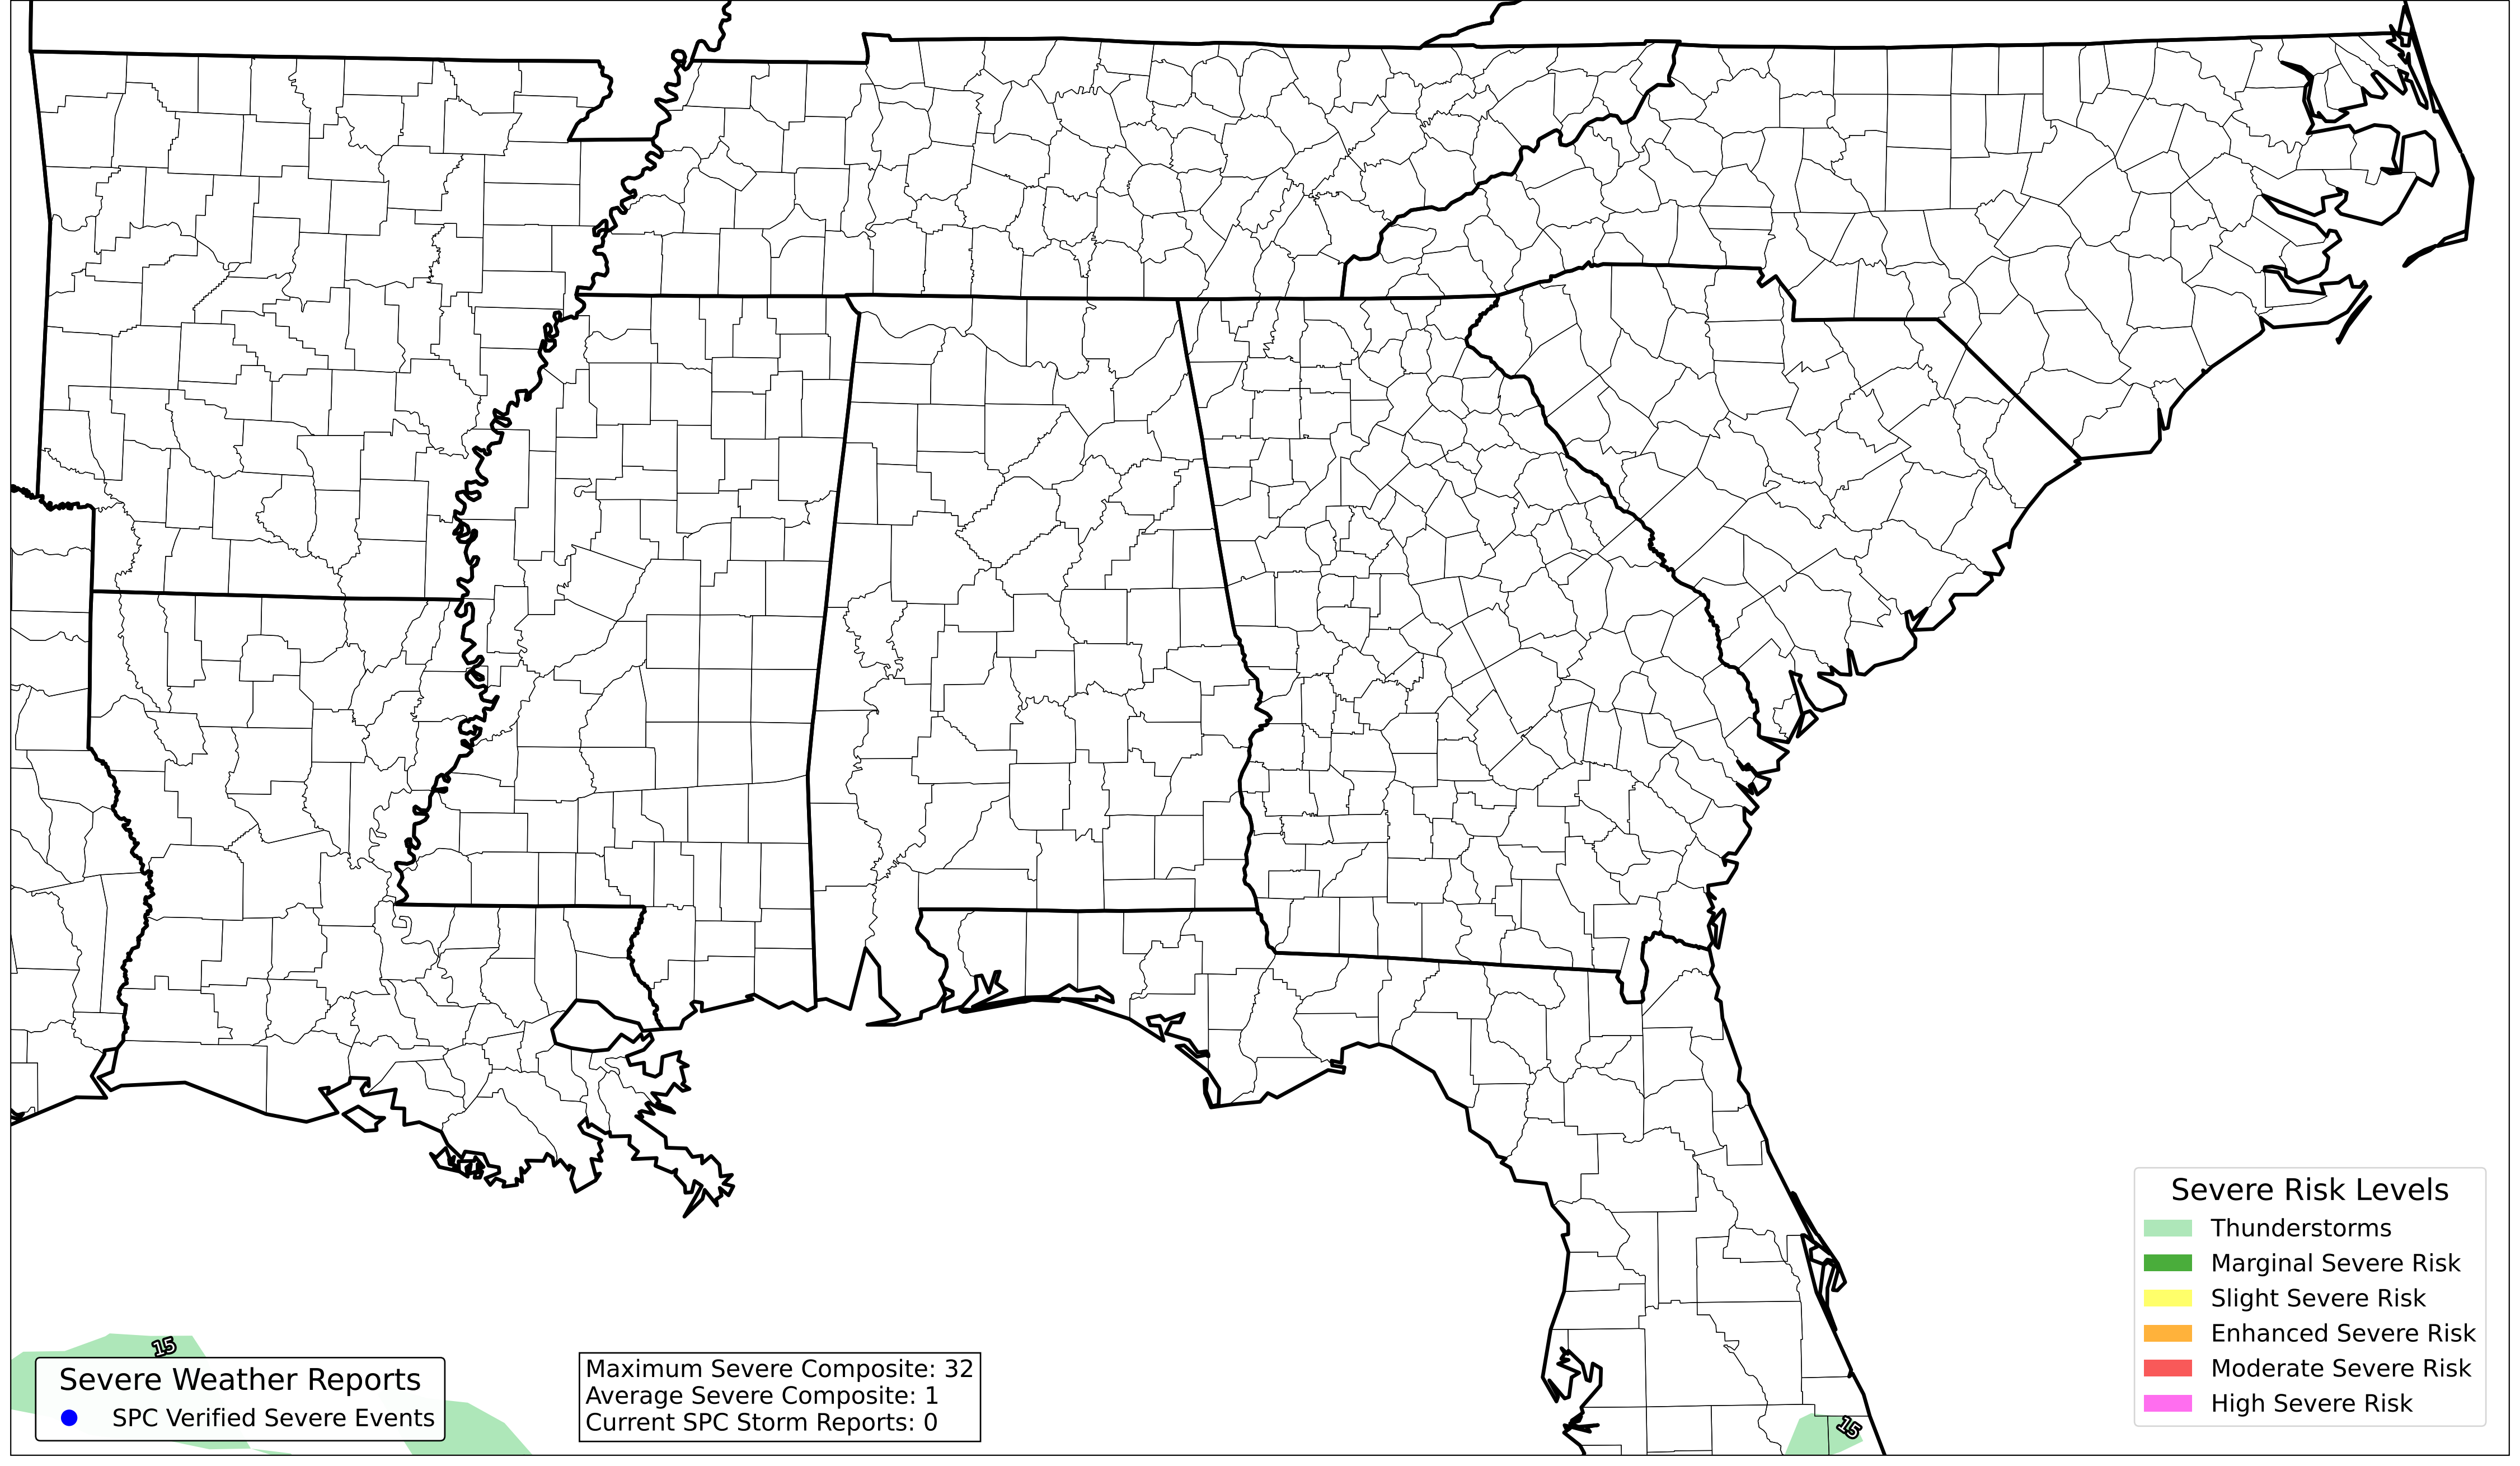 Severe Risk Levels
Thunderstorms
Marginal Severe Risk
Slight Severe Risk
Enhanced Severe Risk
Moderate Severe Risk
High Severe Risk
15
Severe Weather Reports
SPC Verified Severe Events
Maximum Severe Composite: 32
Average Severe Composite: 1
Current SPC Storm Reports: 0
15